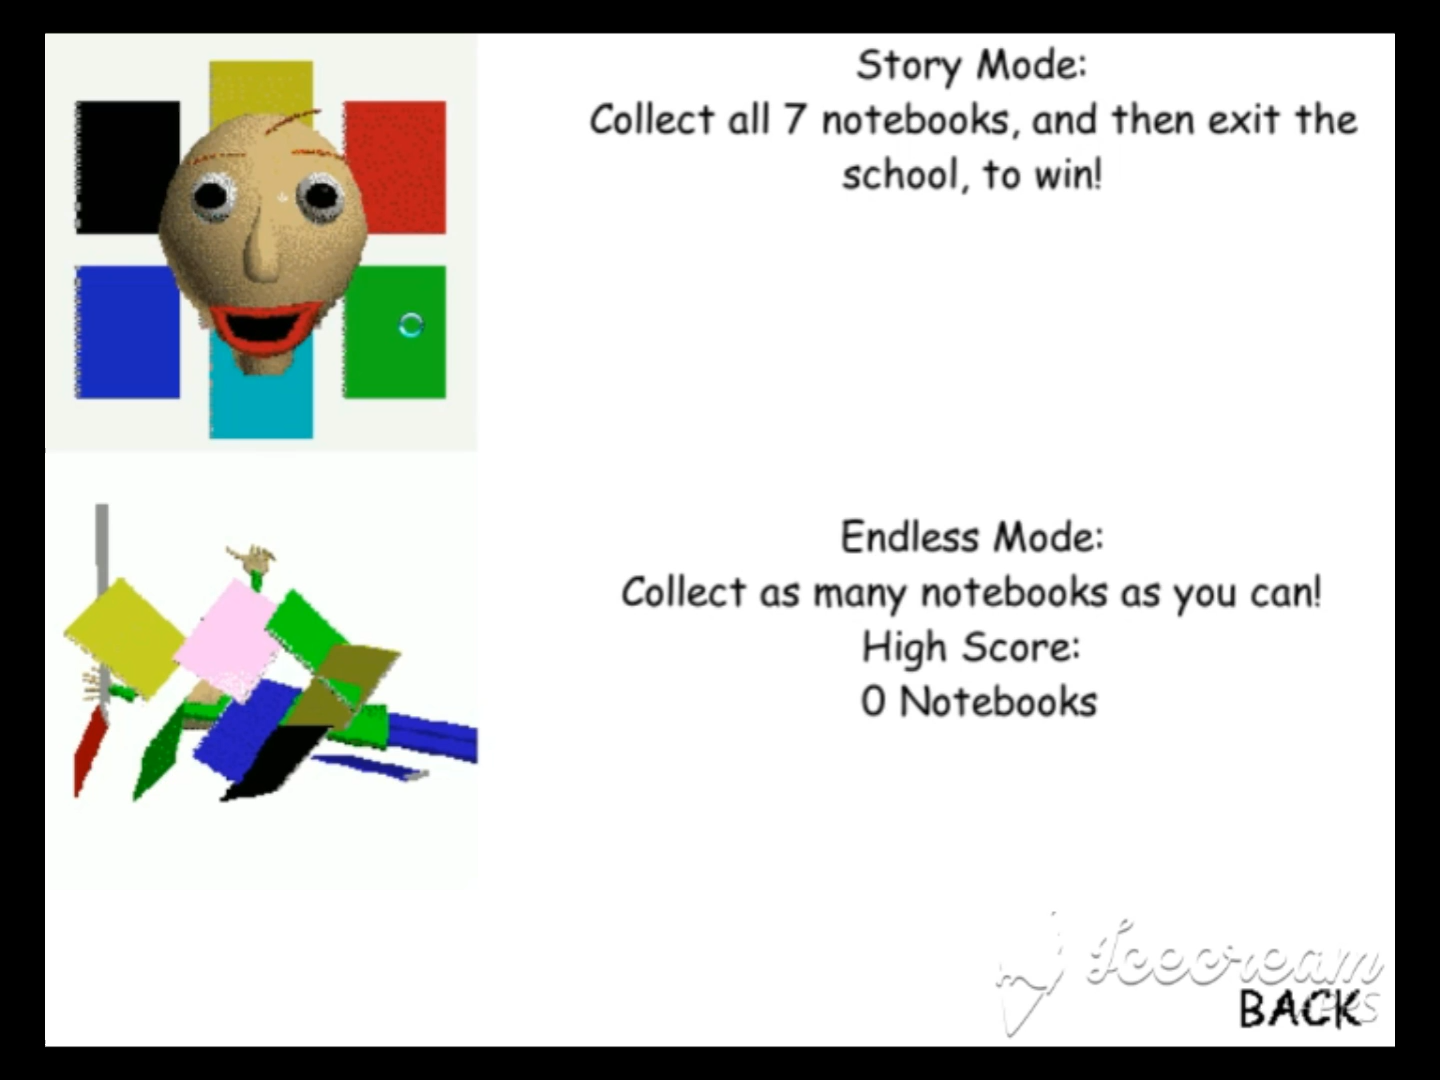 Story Mode:
Collect all 7 notebooks, and then exit the
school, to win!
Endless Mode:
Collect as many notebooks as you can!
High Score:
0 Notebooks
Icecream
BACK